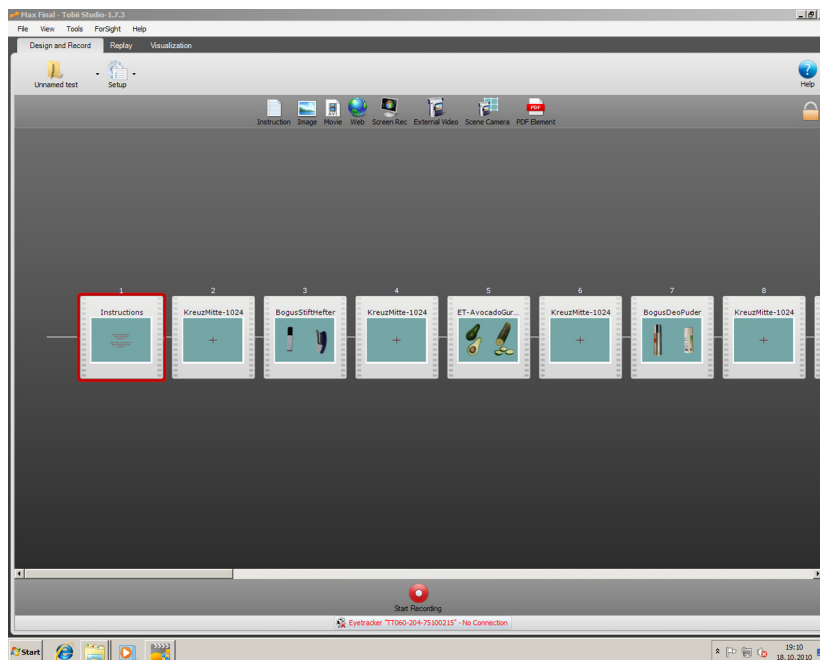 Max Final - Tobii Studio-1.7.3
File View Tools ForSight Help
Design and Record Replay Visualization
Unnamed test Setup Help
Instruction Image Movie Web Screen Rec External Video Scene Camera PDF Element
1 2 3 4 5 6 7 8
Instructions KreuzMitte-1024 BogusStiftHefter KreuzMitte-1024 ET-AvocadoGur... KreuzMitte-1024 BogusDeoPuder KreuzMitte-1024
Start Recording
Eyetracker "TT060-204-75100215" - No Connection
Start 19:10
18.10.2010